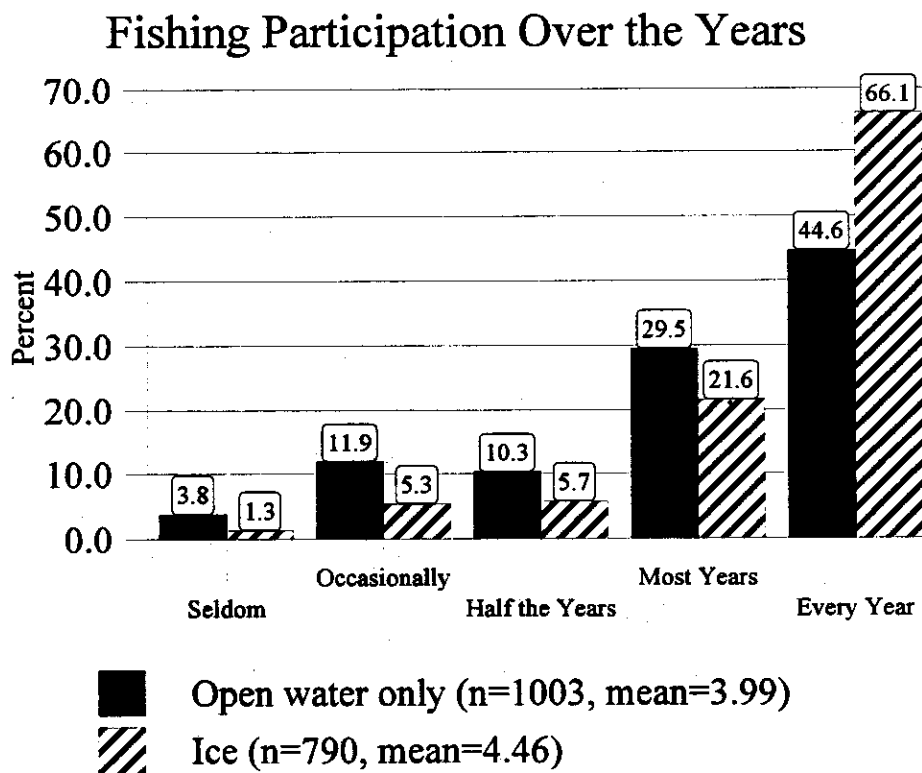 Fishing Participation Over the Years
70.0
60.0
50.0
40.0
30.0
20.0
10.0
0.0
Percent
3.8
1.3
11.9
5.3
10.3
5.7
29.5
21.6
44.6
66.1
Seldom
Occasionally
Half the Years
Most Years
Every Year
Open water only (n=1003, mean=3.99)
Ice (n=790, mean=4.46)